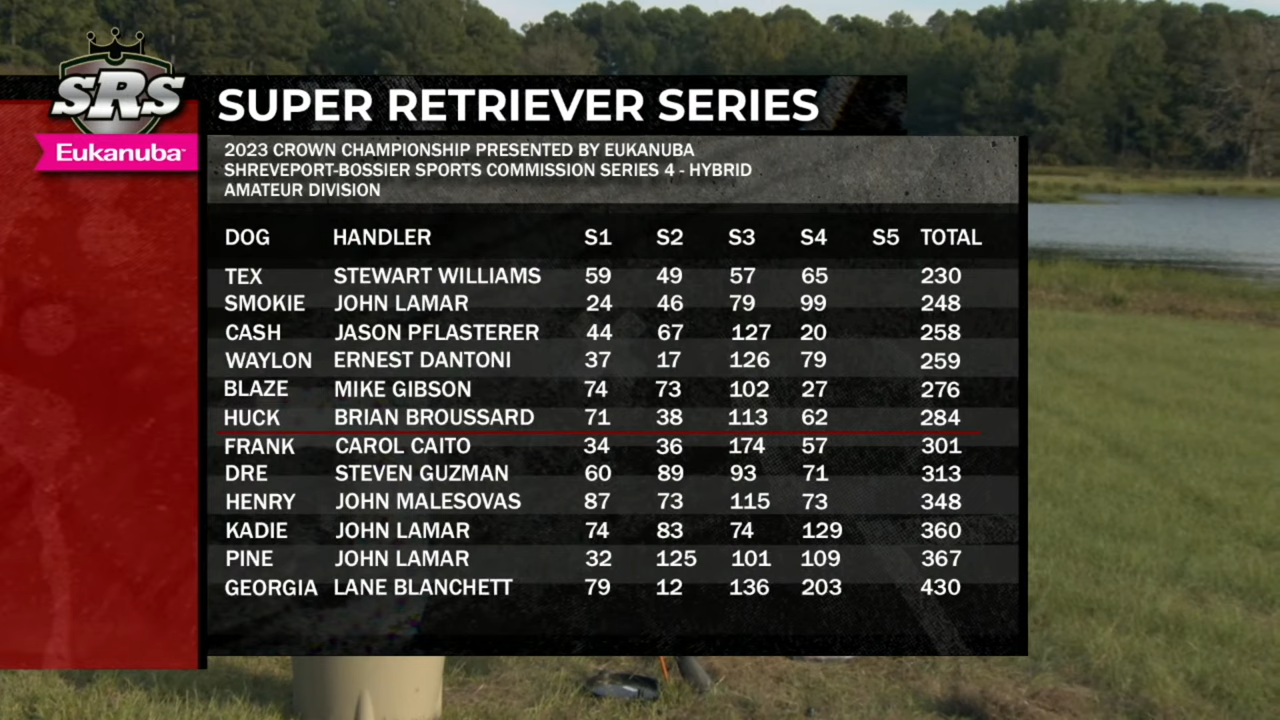 SRS
Eukanuba
SUPER RETRIEVER SERIES
2023 CROWN CHAMPIONSHIP PRESENTED BY EUKANUBA
SHREVEPORT-BOSSIER SPORTS COMMISSION SERIES 4 - HYBRID
AMATEUR DIVISION
DOG HANDLER S1 S2 S3 S4 S5 TOTAL
TEX STEWART WILLIAMS 59 49 57 65 230
SMOKIE JOHN LAMAR 24 46 79 99 248
CASH JASON PFLASTERER 44 67 127 20 258
WAYLON ERNEST DANTONI 37 17 126 79 259
BLAZE MIKE GIBSON 74 73 102 27 276
HUCK BRIAN BROUSSARD 71 38 113 62 284
FRANK CAROL CAITO 34 36 174 57 301
DRE STEVEN GUZMAN 60 89 93 71 313
HENRY JOHN MALESOVAS 87 73 115 73 348
KADIE JOHN LAMAR 74 83 74 129 360
PINE JOHN LAMAR 32 125 101 109 367
GEORGIA LANE BLANCHETT 79 12 136 203 430